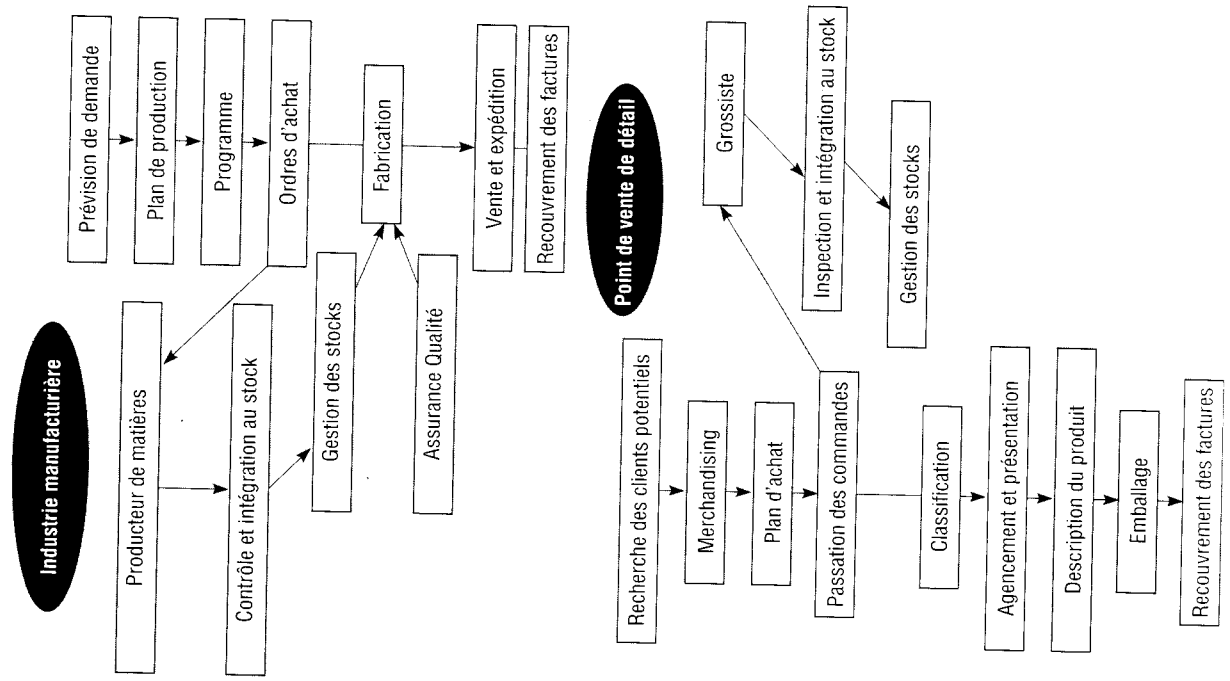 Industrie manufacturière
Prévision de demande
Plan de production
Programme
Ordres d'achat
Producteur de matières
Contrôle et intégration au stock
Gestion des stocks
Assurance Qualité
Fabrication
Vente et expédition
Recouvrement des factures
Point de vente de détail
Recherche des clients potentiels
Merchandising
Plan d'achat
Passation des commandes
Grossiste
Inspection et intégration au stock
Gestion des stocks
Classification
Agencement et présentation
Description du produit
Emballage
Recouvrement des factures